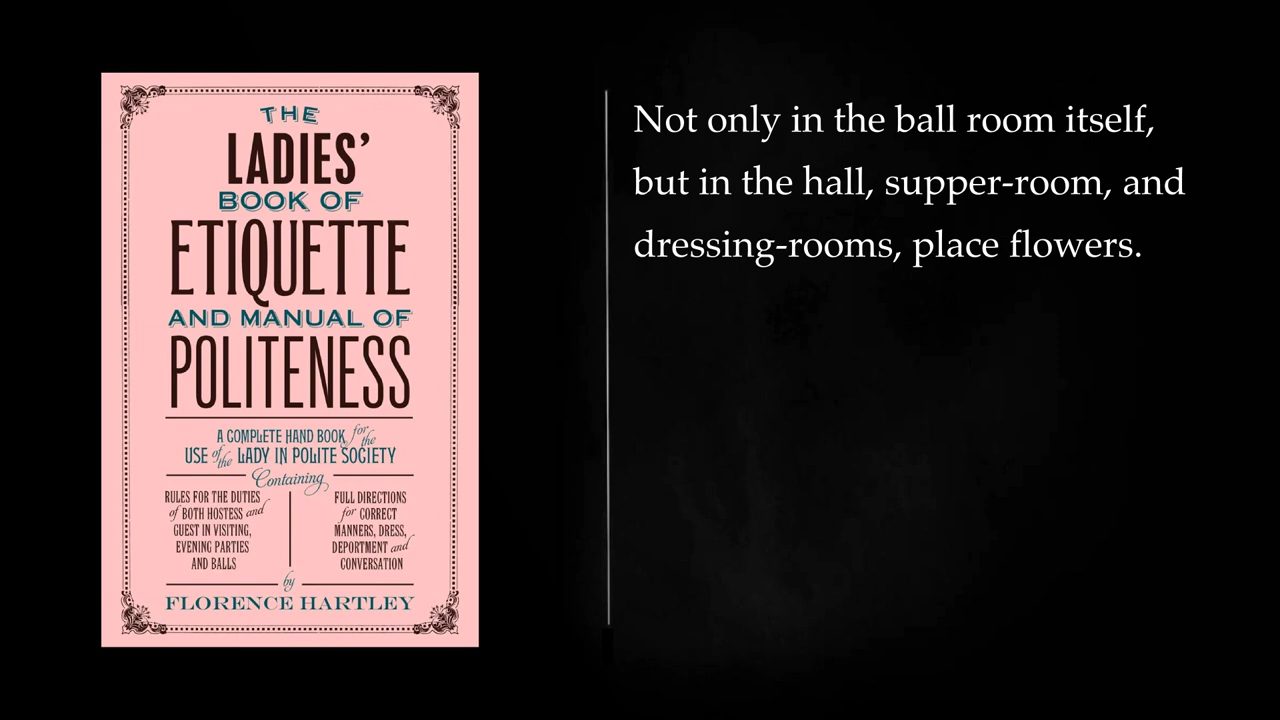 THE
LADIES'
BOOK OF
ETIQUETTE
AND MANUAL OF
POLITENESS
A COMPLETE HAND BOOK for the
USE of the LADY IN POLITE SOCIETY
Containing
RULES FOR THE DUTIES
of BOTH HOSTESS and
GUEST IN VISITING,
EVENING PARTIES
AND BALLS
FULL DIRECTIONS
for CORRECT
MANNERS, DRESS,
DEPORTMENT and
CONVERSATION
by
FLORENCE HARTLEY
Not only in the ball room itself,
but in the hall, supper-room, and
dressing-rooms, place flowers.